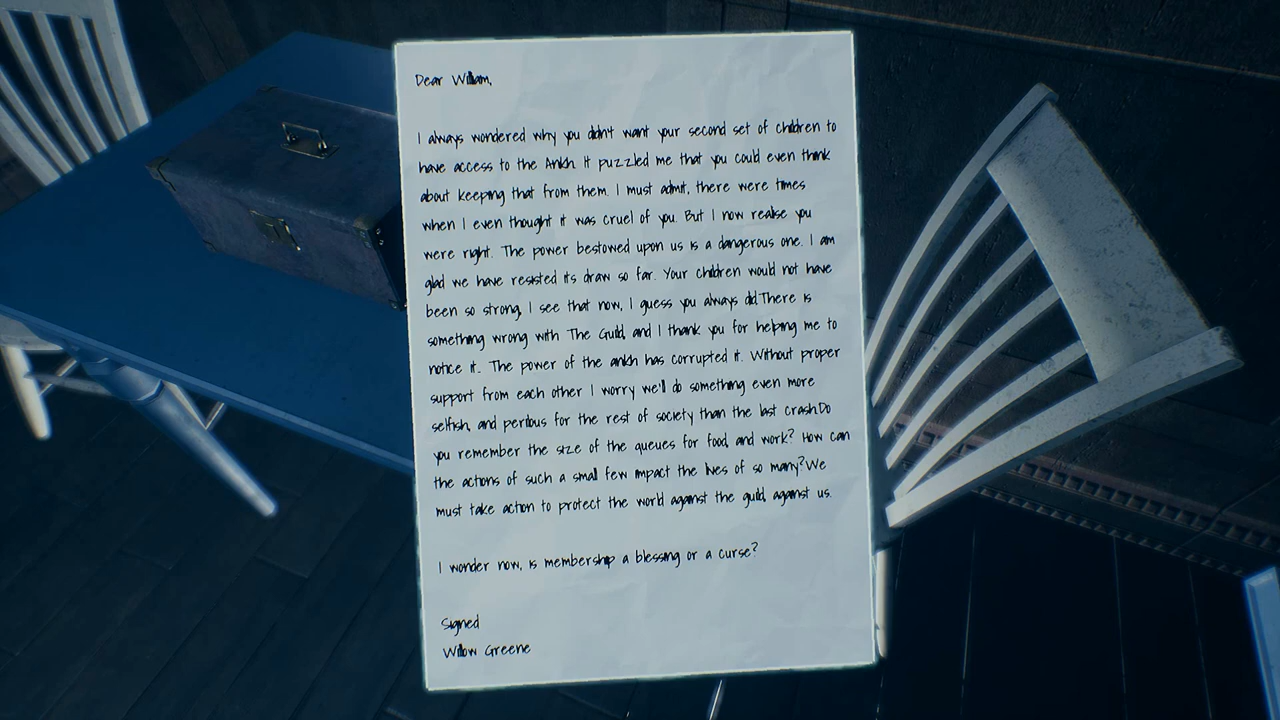 Dear William,
I always wondered why you didn't want your second set of children to
have access to the Ankh. It puzzled me that you could even think
about keeping that from them. I must admit, there were times
when I even thought it was cruel of you. But I now realise you
were right. The power bestowed upon us is a dangerous one. I am
glad we have resisted its draw so far. Your children would not have
been so strong, I see that now, I guess you always did.There is
something wrong with The Guild, and I thank you for helping me to
notice it. The power of the ankh has corrupted it. Without proper
support from each other I worry we'll do something even more
selfish, and perilous for the rest of society than the last crash.Do
you remember the size of the queues for food, and work? How can
the actions of such a small few impact the lives of so many?We
must take action to protect the world against the guild, against us.
I wonder now, is membership a blessing or a curse?
Signed
Willow Greene